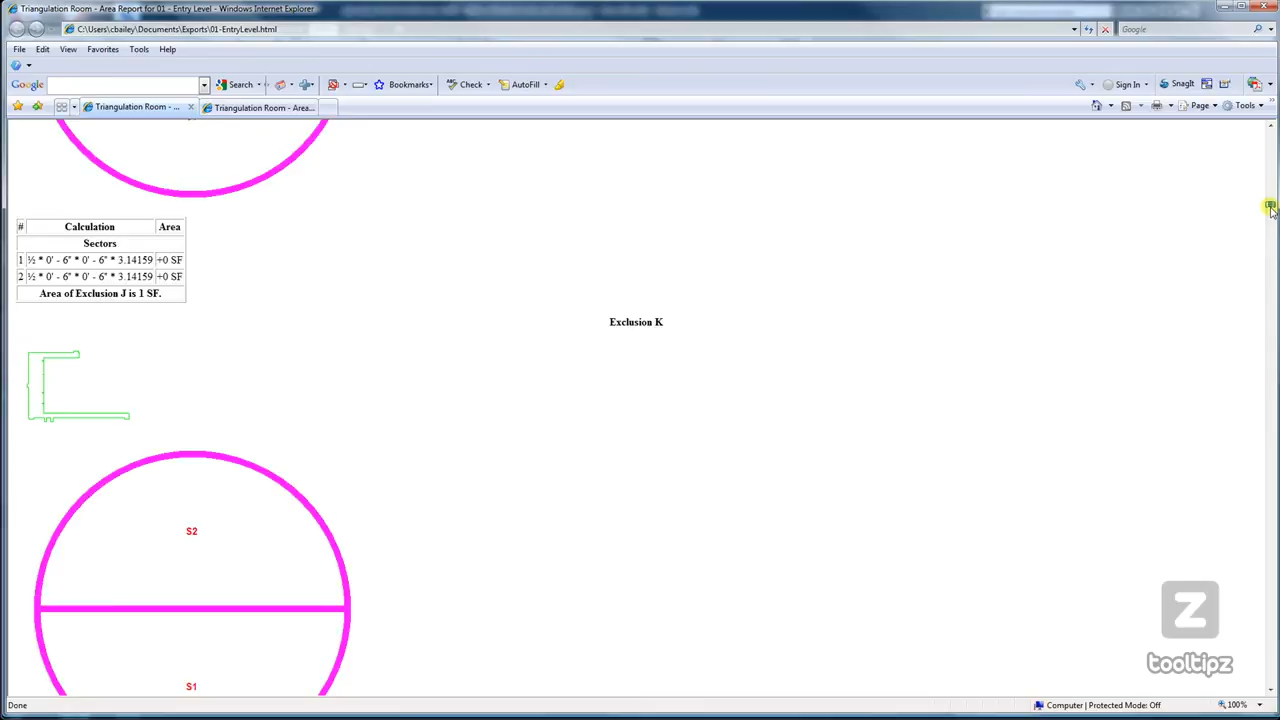 Triangulation Room - Area Report for 01 - Entry Level - Windows Internet Explorer
C:\Users\cbailey\Documents\Exports\01-EntryLevel.html
Google
File Edit View Favorites Tools Help
Google Search Bookmarks Check AutoFill Sign In SnagIt
Triangulation Room - ... Triangulation Room - Area... Page Tools
# Calculation Area
Sectors
1 ½ * 0' - 6" * 0' - 6" * 3.14159 +0 SF
2 ½ * 0' - 6" * 0' - 6" * 3.14159 +0 SF
Area of Exclusion J is 1 SF.
Exclusion K
S2
S1
Z
tooltipz
Done Computer | Protected Mode: Off 100%